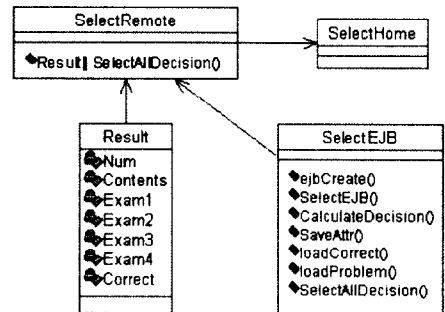 SelectRemote
Result[] SelectAllDecision()
SelectHome
Result
Num
Contents
Exam1
Exam2
Exam3
Exam4
Correct
SelectEJB
ejbCreate()
SelectEJB()
CalculateDecision()
SaveAttr()
loadCorrect()
loadProblem()
SelectAllDecision()